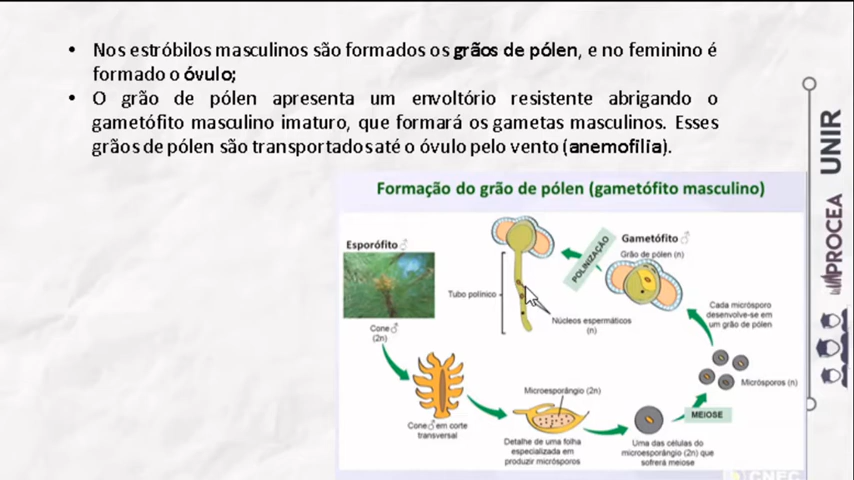 • Nos estróbilos masculinos são formados os grãos de pólen, e no feminino é
formado o óvulo;
• O grão de pólen apresenta um envoltório resistente abrigando o
gametófito masculino imaturo, que formará os gametas masculinos. Esses
grãos de pólen são transportados até o óvulo pelo vento (anemofilia).
Formação do grão de pólen (gametófito masculino)
Esporófito ♂
Cone ♂
(2n)
Cone ♂ em corte
transversal
Microesporângio (2n)
Detalhe de uma folha
especializada em
produzir micrósporos
Uma das células do
microesporângio (2n) que
sofrerá meiose
MEIOSE
Micrósporos (n)
Cada micrósporo
desenvolve-se em
um grão de pólen
Gametófito ♂
Grão de pólen (n)
POLINIZAÇÃO
Tubo polínico
Núcleos espermáticos
(n)
CNEC
PROCEA UNIR